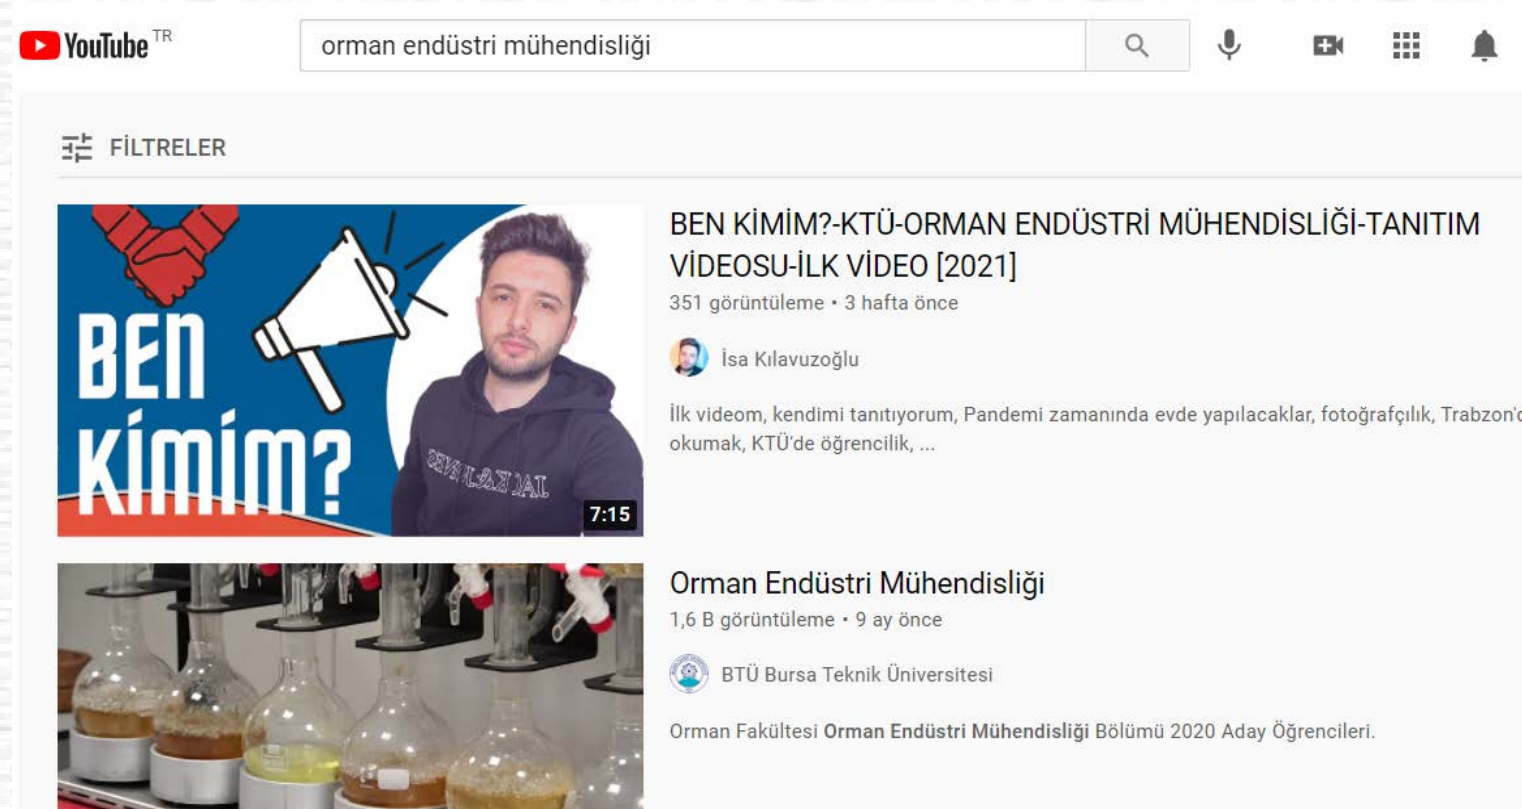 YouTube TR
orman endüstri mühendisliği
FİLTRELER
BEN
KİMİM?
7:15
BEN KİMİM?-KTÜ-ORMAN ENDÜSTRİ MÜHENDİSLİĞİ-TANITIM
VİDEOSU-İLK VİDEO [2021]
351 görüntüleme • 3 hafta önce
İsa Kılavuzoğlu
İlk videom, kendimi tanıtıyorum, Pandemi zamanında evde yapılacaklar, fotoğrafçılık, Trabzon'd
okumak, KTÜ'de öğrencilik, ...
Orman Endüstri Mühendisliği
1,6 B görüntüleme • 9 ay önce
BTÜ Bursa Teknik Üniversitesi
Orman Fakültesi Orman Endüstri Mühendisliği Bölümü 2020 Aday Öğrencileri.